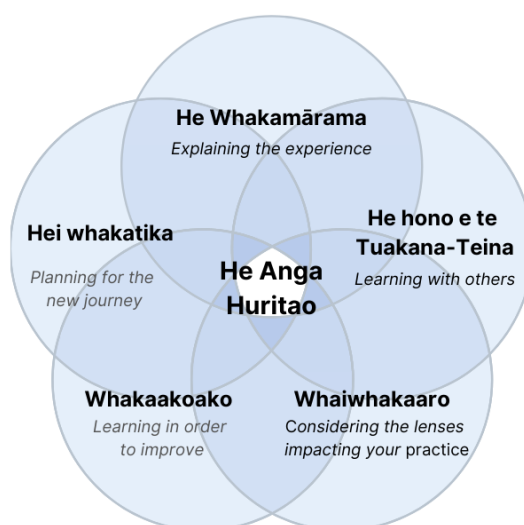 He Whakamārama
Explaining the experience
He hono e te
Tuakana-Teina
Learning with others
Hei whakatika
Planning for the
new journey
He Anga
Huritao
Whakaakoako
Learning in order
to improve
Whaiwhakaaro
Considering the lenses
impacting your practice